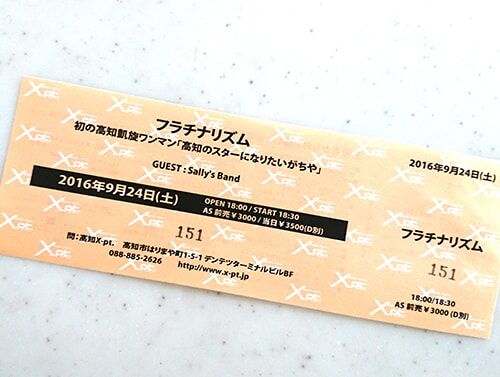 フラチナリズム
初の高知凱旋ワンマン「高知のスターになりたいがちや」
GUEST : Sally's Band
2016年9月24日(土)
OPEN 18:00 / START 18:30
AS 前売 ¥3000 / 当日 ¥3500(D別)
151
問:高知X-pt. 高知市はりまや町1-5-1 デンテツターミナルビルBF
088-885-2626 http://www.x-pt.jp
2016年9月24日(土)
フラチナリズム
151
18:00/18:30
AS 前売 ¥3000 (D別)
X-pt.